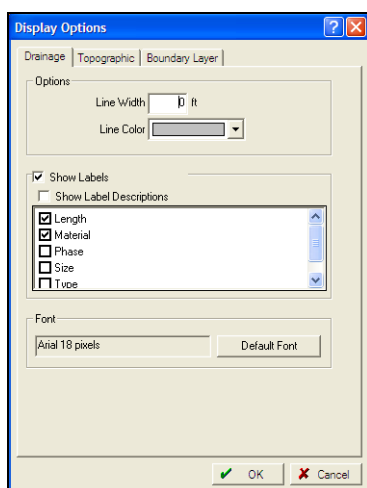 Display Options
Drainage Topographic Boundary Layer
Options
Line Width 0 ft
Line Color
Show Labels
Show Label Descriptions
Length
Material
Phase
Size
Type
Font
Arial 18 pixels Default Font
OK Cancel